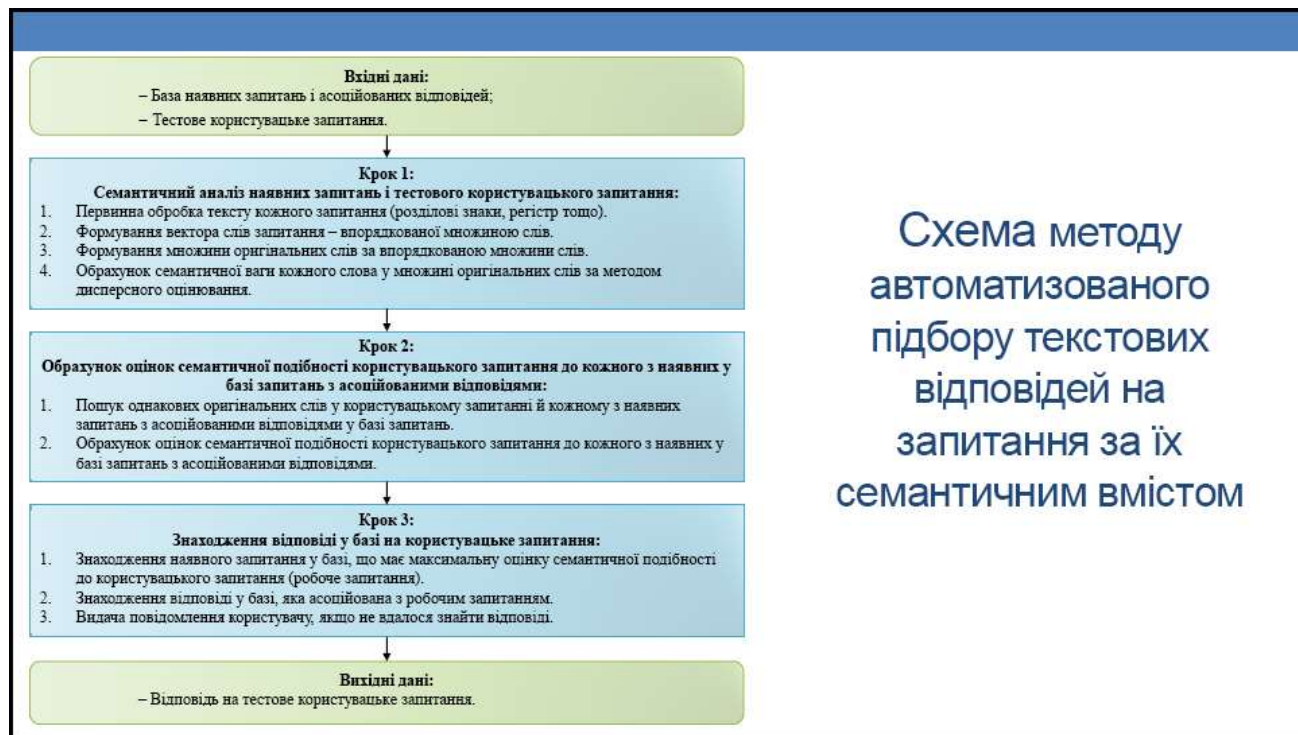 Вхідні дані:
– База наявних запитань і асоційованих відповідей;
– Тестове користувацьке запитання.
Крок 1:
Семантичний аналіз наявних запитань і тестового користувацького запитання:
1. Первинна обробка тексту кожного запитання (розділові знаки, регістр тощо).
2. Формування вектора слів запитання – впорядкованої множиною слів.
3. Формування множини оригінальних слів за впорядкованою множини слів.
4. Обрахунок семантичної ваги кожного слова у множині оригінальних слів за методом
дисперсного оцінювання.
Крок 2:
Обрахунок оцінок семантичної подібності користувацького запитання до кожного з наявних у
базі запитань з асоційованими відповідями:
1. Пошук однакових оригінальних слів у користувацькому запитанні й кожному з наявних
запитань з асоційованими відповідями у базі запитань.
2. Обрахунок оцінок семантичної подібності користувацького запитання до кожного з наявних у
базі запитань з асоційованими відповідями.
Крок 3:
Знаходження відповіді у базі на користувацьке запитання:
1. Знаходження наявного запитання у базі, що має максимальну оцінку семантичної подібності
до користувацького запитання (робоче запитання).
2. Знаходження відповіді у базі, яка асоційована з робочим запитанням.
3. Видача повідомлення користувачу, якщо не вдалося знайти відповіді.
Вихідні дані:
– Відповідь на тестове користувацьке запитання.
Схема методу
автоматизованого
підбору текстових
відповідей на
запитання за їх
семантичним вмістом